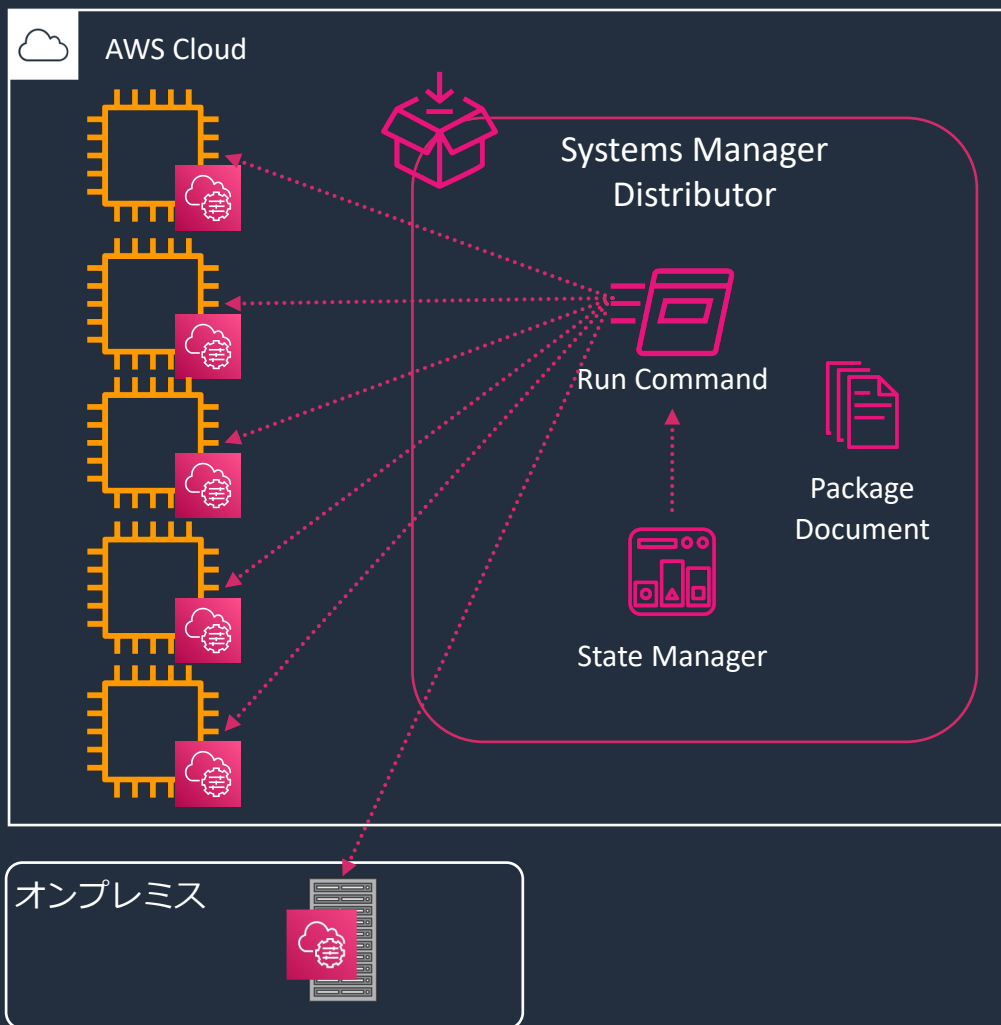 AWS Cloud
Systems Manager
Distributor
Run Command
Package
Document
State Manager
オンプレミス